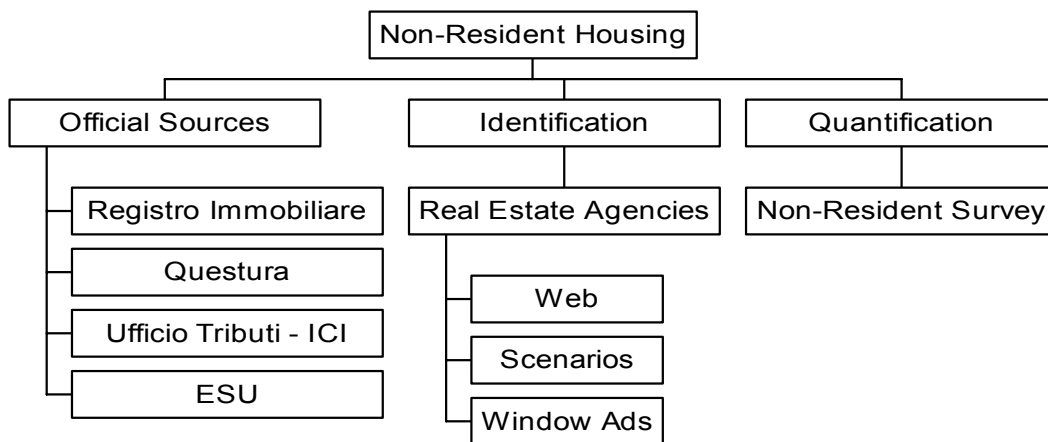 Non-Resident Housing
Official Sources
Identification
Quantification
Registro Immobiliare
Questura
Ufficio Tributi - ICI
ESU
Real Estate Agencies
Web
Scenarios
Window Ads
Non-Resident Survey